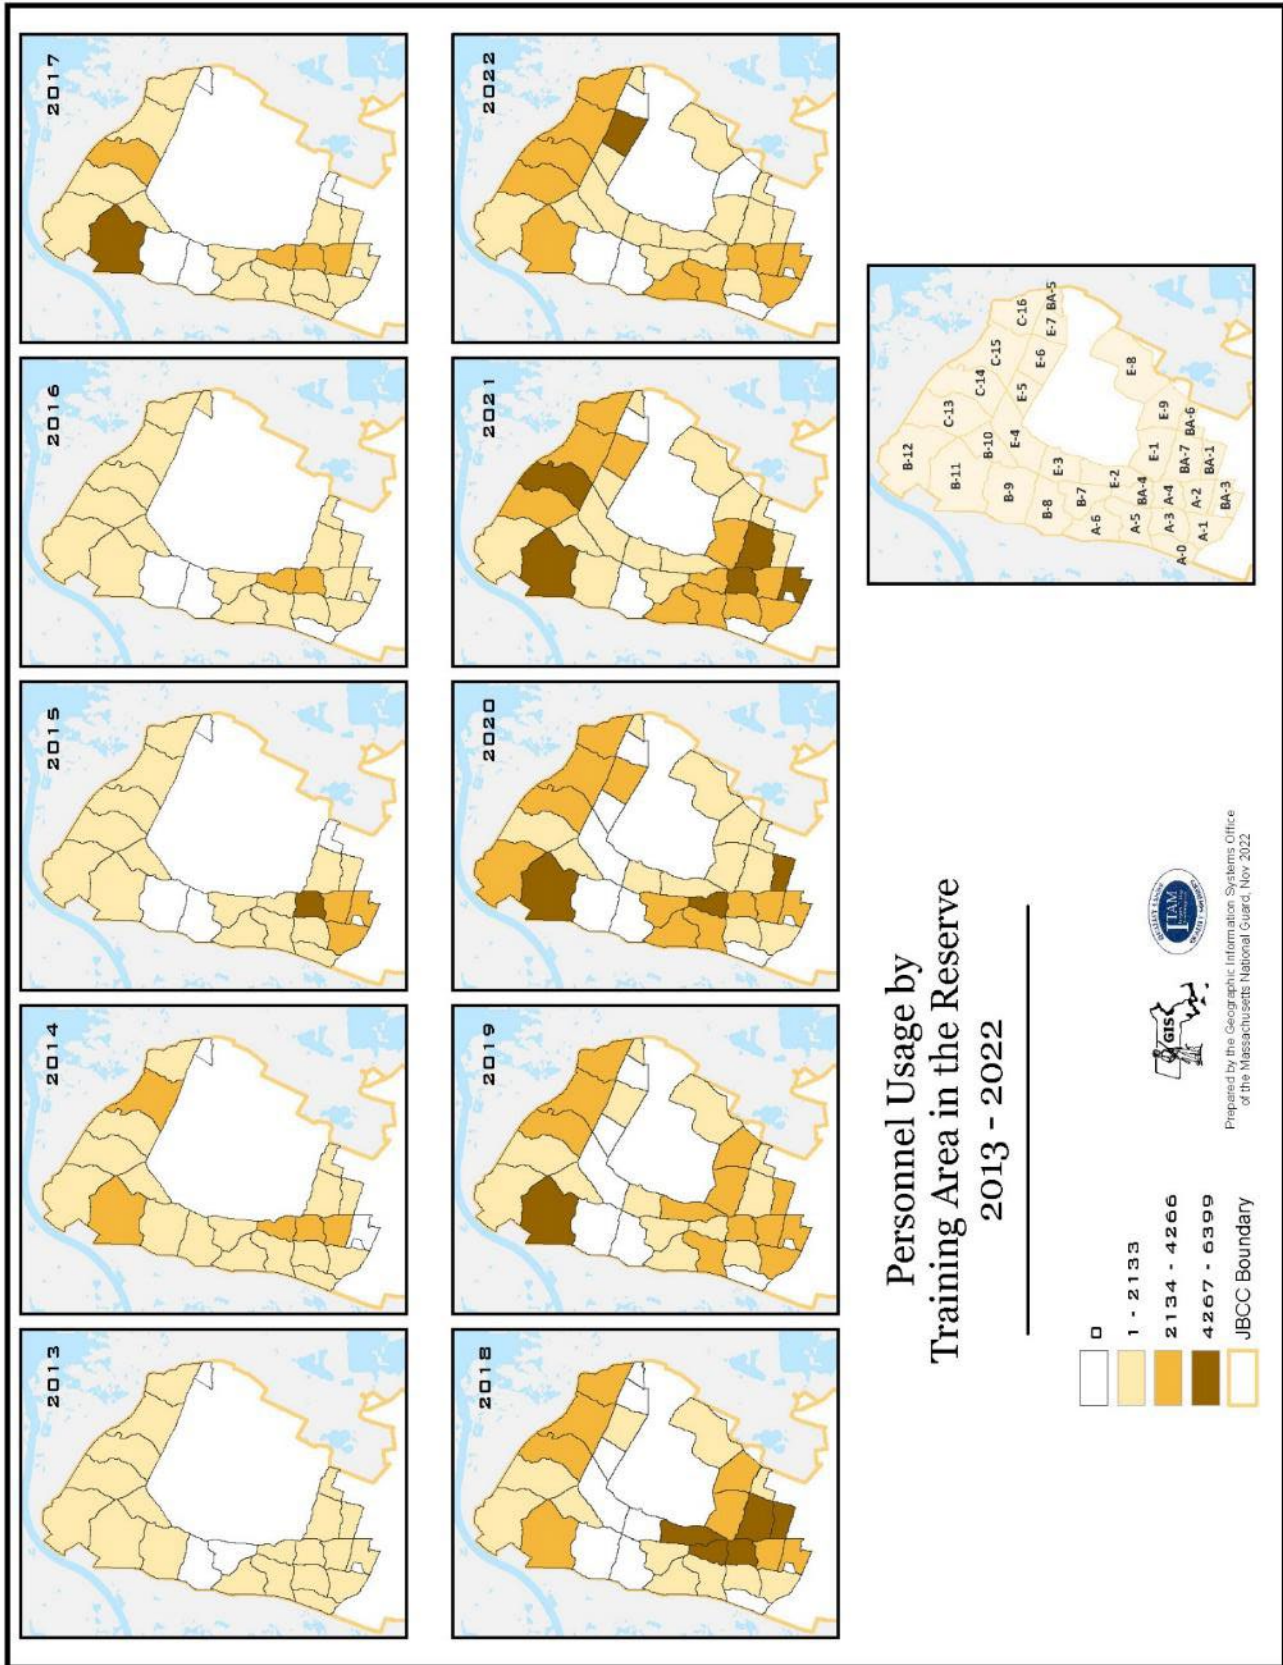 2013
2014
2015
2016
2017
2018
2019
2020
2021
2022
Personnel Usage by
Training Area in the Reserve
2013 - 2022
0
1 - 2133
2134 - 4266
4267 - 6399
JBCC Boundary
GIS
ITAM
Prepared by the Geographic Information Systems Office
of the Massachusetts National Guard, Nov 2022
B-12
C-13
C-14
C-15
C-16
B-11
B-10
E-4
E-5
E-6
E-7
BA-5
B-9
B-8
E-3
B-7
E-2
A-6
E-8
A-5
BA-4
E-1
E-9
A-3
A-4
BA-7
BA-6
A-0
A-1
A-2
BA-1
BA-3